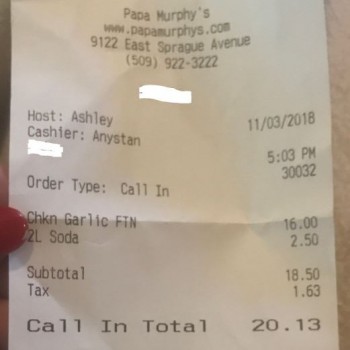 Papa Murphy's
www.papamurphys.com
9122 East Sprague Avenue
(509) 922-3222
Host: Ashley 11/03/2018
Cashier: Anystan
5:03 PM
30032
Order Type: Call In
Chkn Garlic FTN 16.00
2L Soda 2.50
Subtotal 18.50
Tax 1.63
Call In Total 20.13